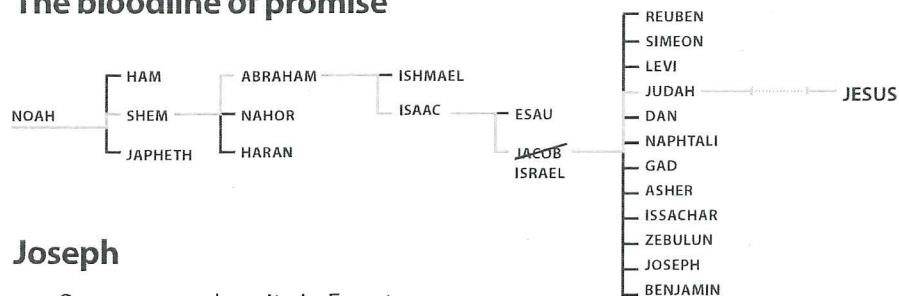 The bloodline of promise
NOAH
HAM
SHEM
JAPHETH
ABRAHAM
NAHOR
HARAN
ISHMAEL
ISAAC
ESAU
JACOB
ISRAEL
REUBEN
SIMEON
LEVI
JUDAH
DAN
NAPHTALI
GAD
ASHER
ISSACHAR
ZEBULUN
JOSEPH
BENJAMIN
JESUS
Joseph